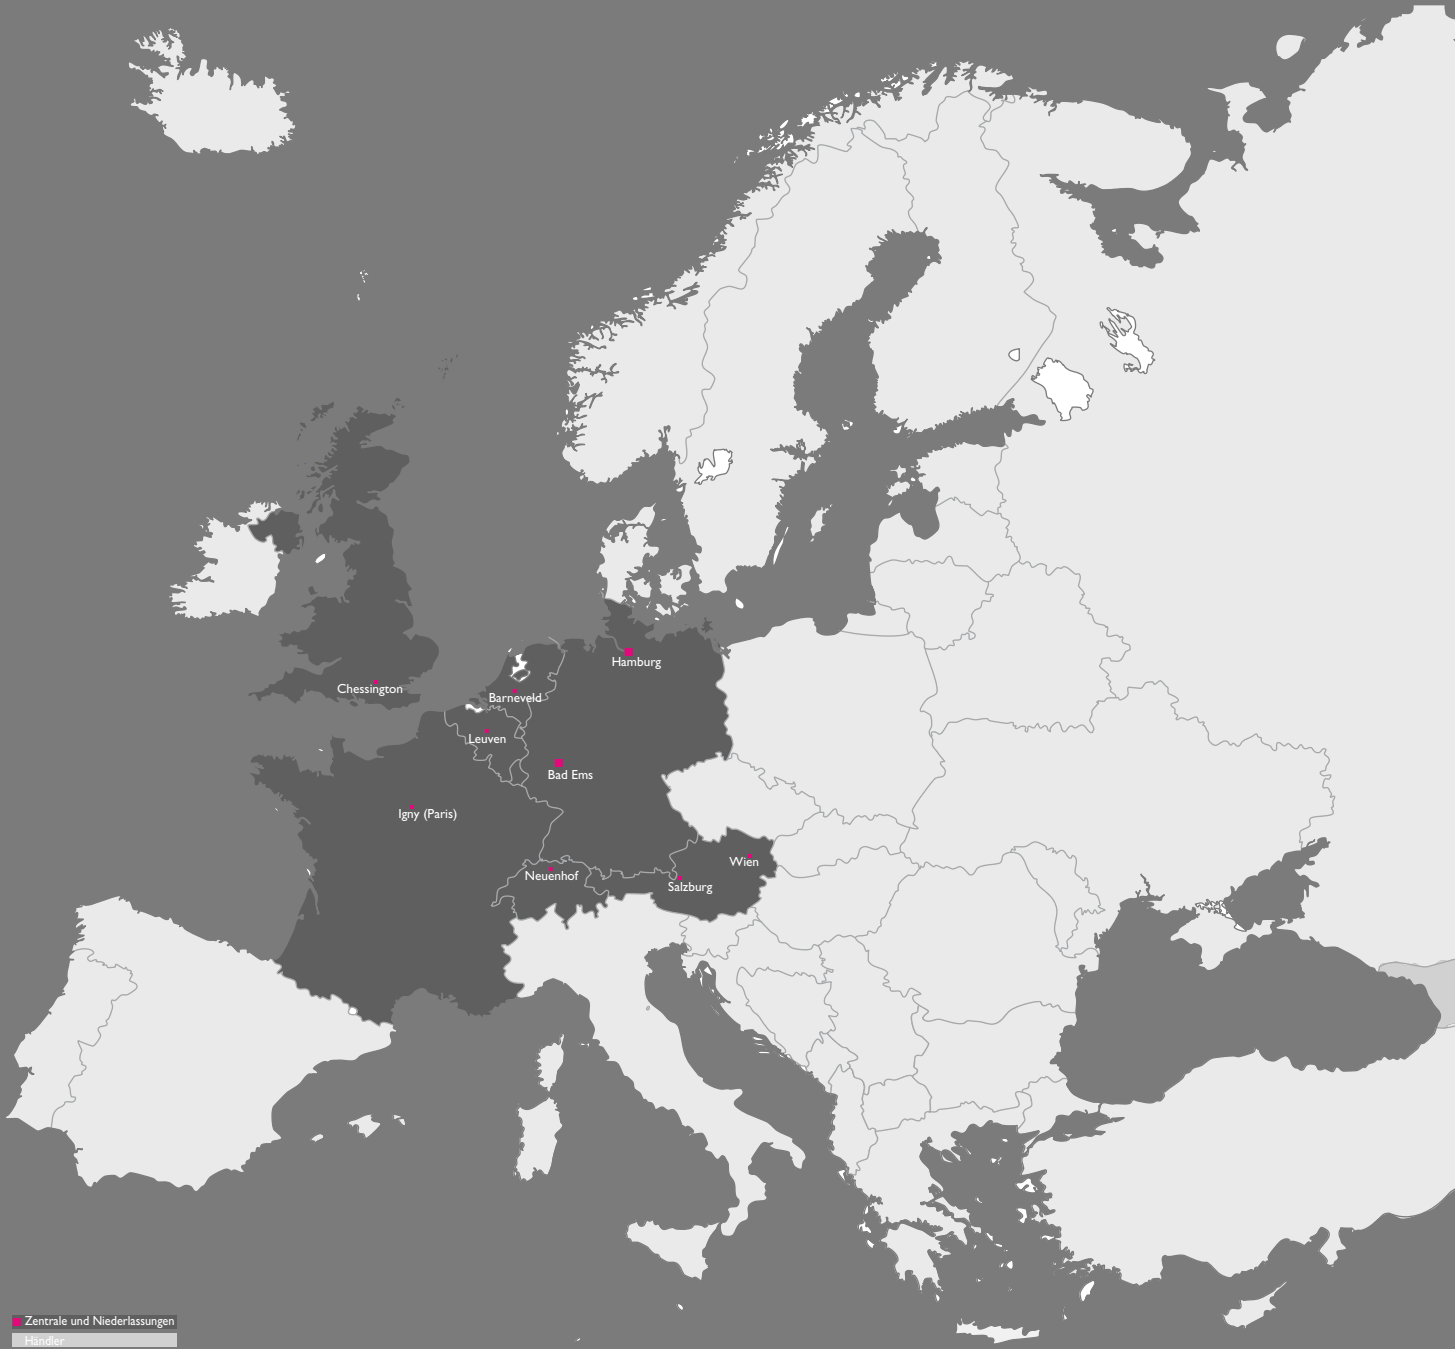 Hamburg
Chessington
Barneveld
Leuven
Bad Ems
Igny (Paris)
Wien
Neuenhof
Salzburg
Zentrale und Niederlassungen
Händler